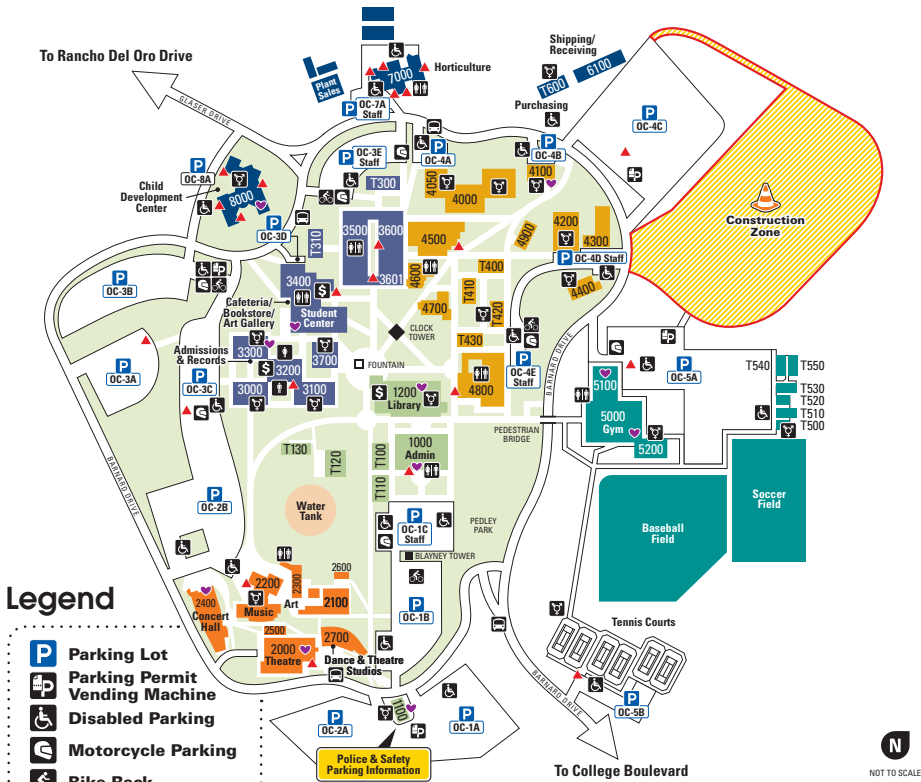 To Rancho Del Oro Drive
GLASER DRIVE
Plant
Sales
7000
Horticulture
P
OC-7A
Staff
Shipping/
Receiving
T600
6100
Purchasing
P
OC-4C
Construction
Zone
P
OC-3E
Staff
P
OC-4A
P
OC-4B
P
OC-8A
Child
Development
Center
8000
T300
4050
4000
4100
P
OC-3D
T310
3500
3600
3601
4500
4600
4900
4200
4300
P
OC-4D Staff
4400
T400
T410
T420
4700
T430
P
OC-3B
3400
$
Cafeteria/
Bookstore/
Art Gallery
Student
Center
CLOCK
TOWER
FOUNTAIN
Admissions
& Records
3300
$
3200
3700
3000
3100
P
OC-3A
P
OC-3C
P
OC-4E
Staff
4800
$
1200
Library
BARNARD DRIVE
PEDESTRIAN
BRIDGE
P
OC-5A
5100
5000
Gym
5200
T540
T550
T530
T520
T510
T500
1000
Admin
T100
T110
T130
T120
Water
Tank
P
OC-2B
BARNARD DRIVE
P
OC-1C
Staff
PEDLEY
PARK
BLAYNEY TOWER
Baseball
Field
Soccer
Field
2400
Concert
Hall
2200
Music
Art
2300
2600
2100
2500
2000
Theatre
2700
Dance & Theatre
Studios
P
OC-1B
Tennis Courts
P
OC-5B
BARNARD DRIVE
To College Boulevard
P
OC-2A
1100
P
OC-1A
Police & Safety
Parking Information
N
NOT TO SCALE
Legend
P
Parking Lot
P
Parking Permit
Vending Machine
Disabled Parking
Motorcycle Parking
Bike Rack